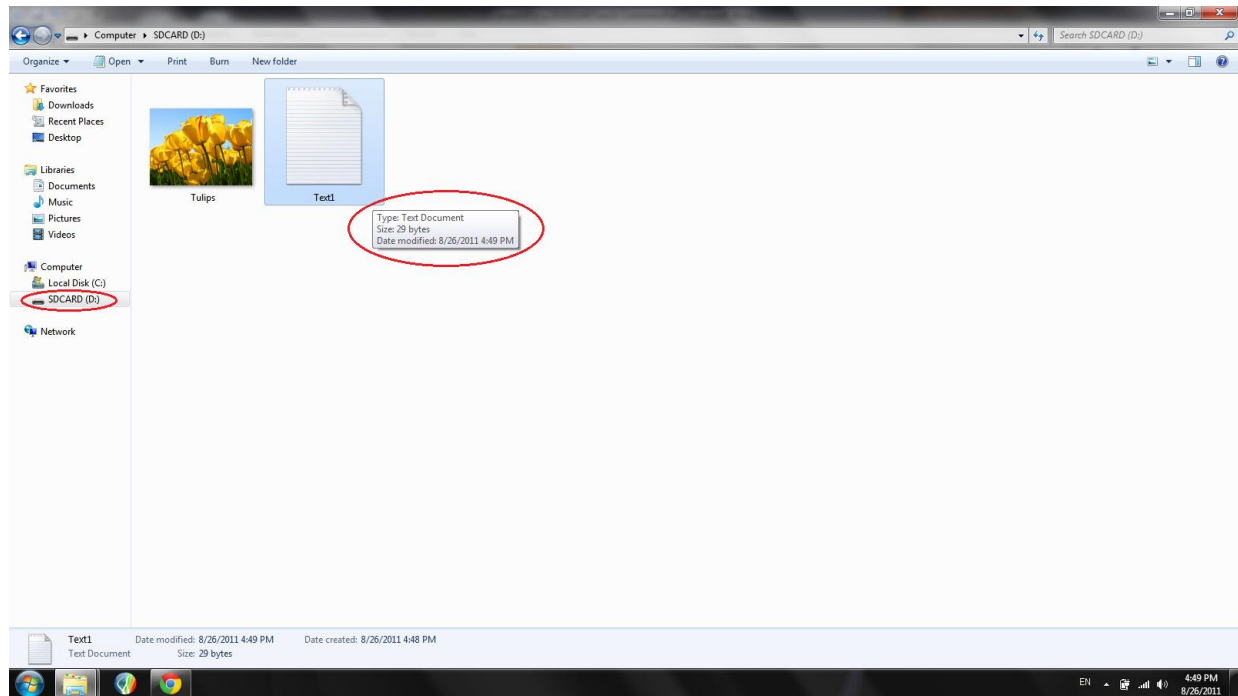 Computer ▸ SDCARD (D:)
Search SDCARD (D:)
Organize
Open
Print
Burn
New folder
Favorites
Downloads
Recent Places
Desktop
Libraries
Documents
Music
Pictures
Videos
Computer
Local Disk (C:)
SDCARD (D:)
Network
Tulips
Text1
Type: Text Document
Size: 29 bytes
Date modified: 8/26/2011 4:49 PM
Text1 Date modified: 8/26/2011 4:49 PM Date created: 8/26/2011 4:48 PM
Text Document Size: 29 bytes
EN
4:49 PM
8/26/2011